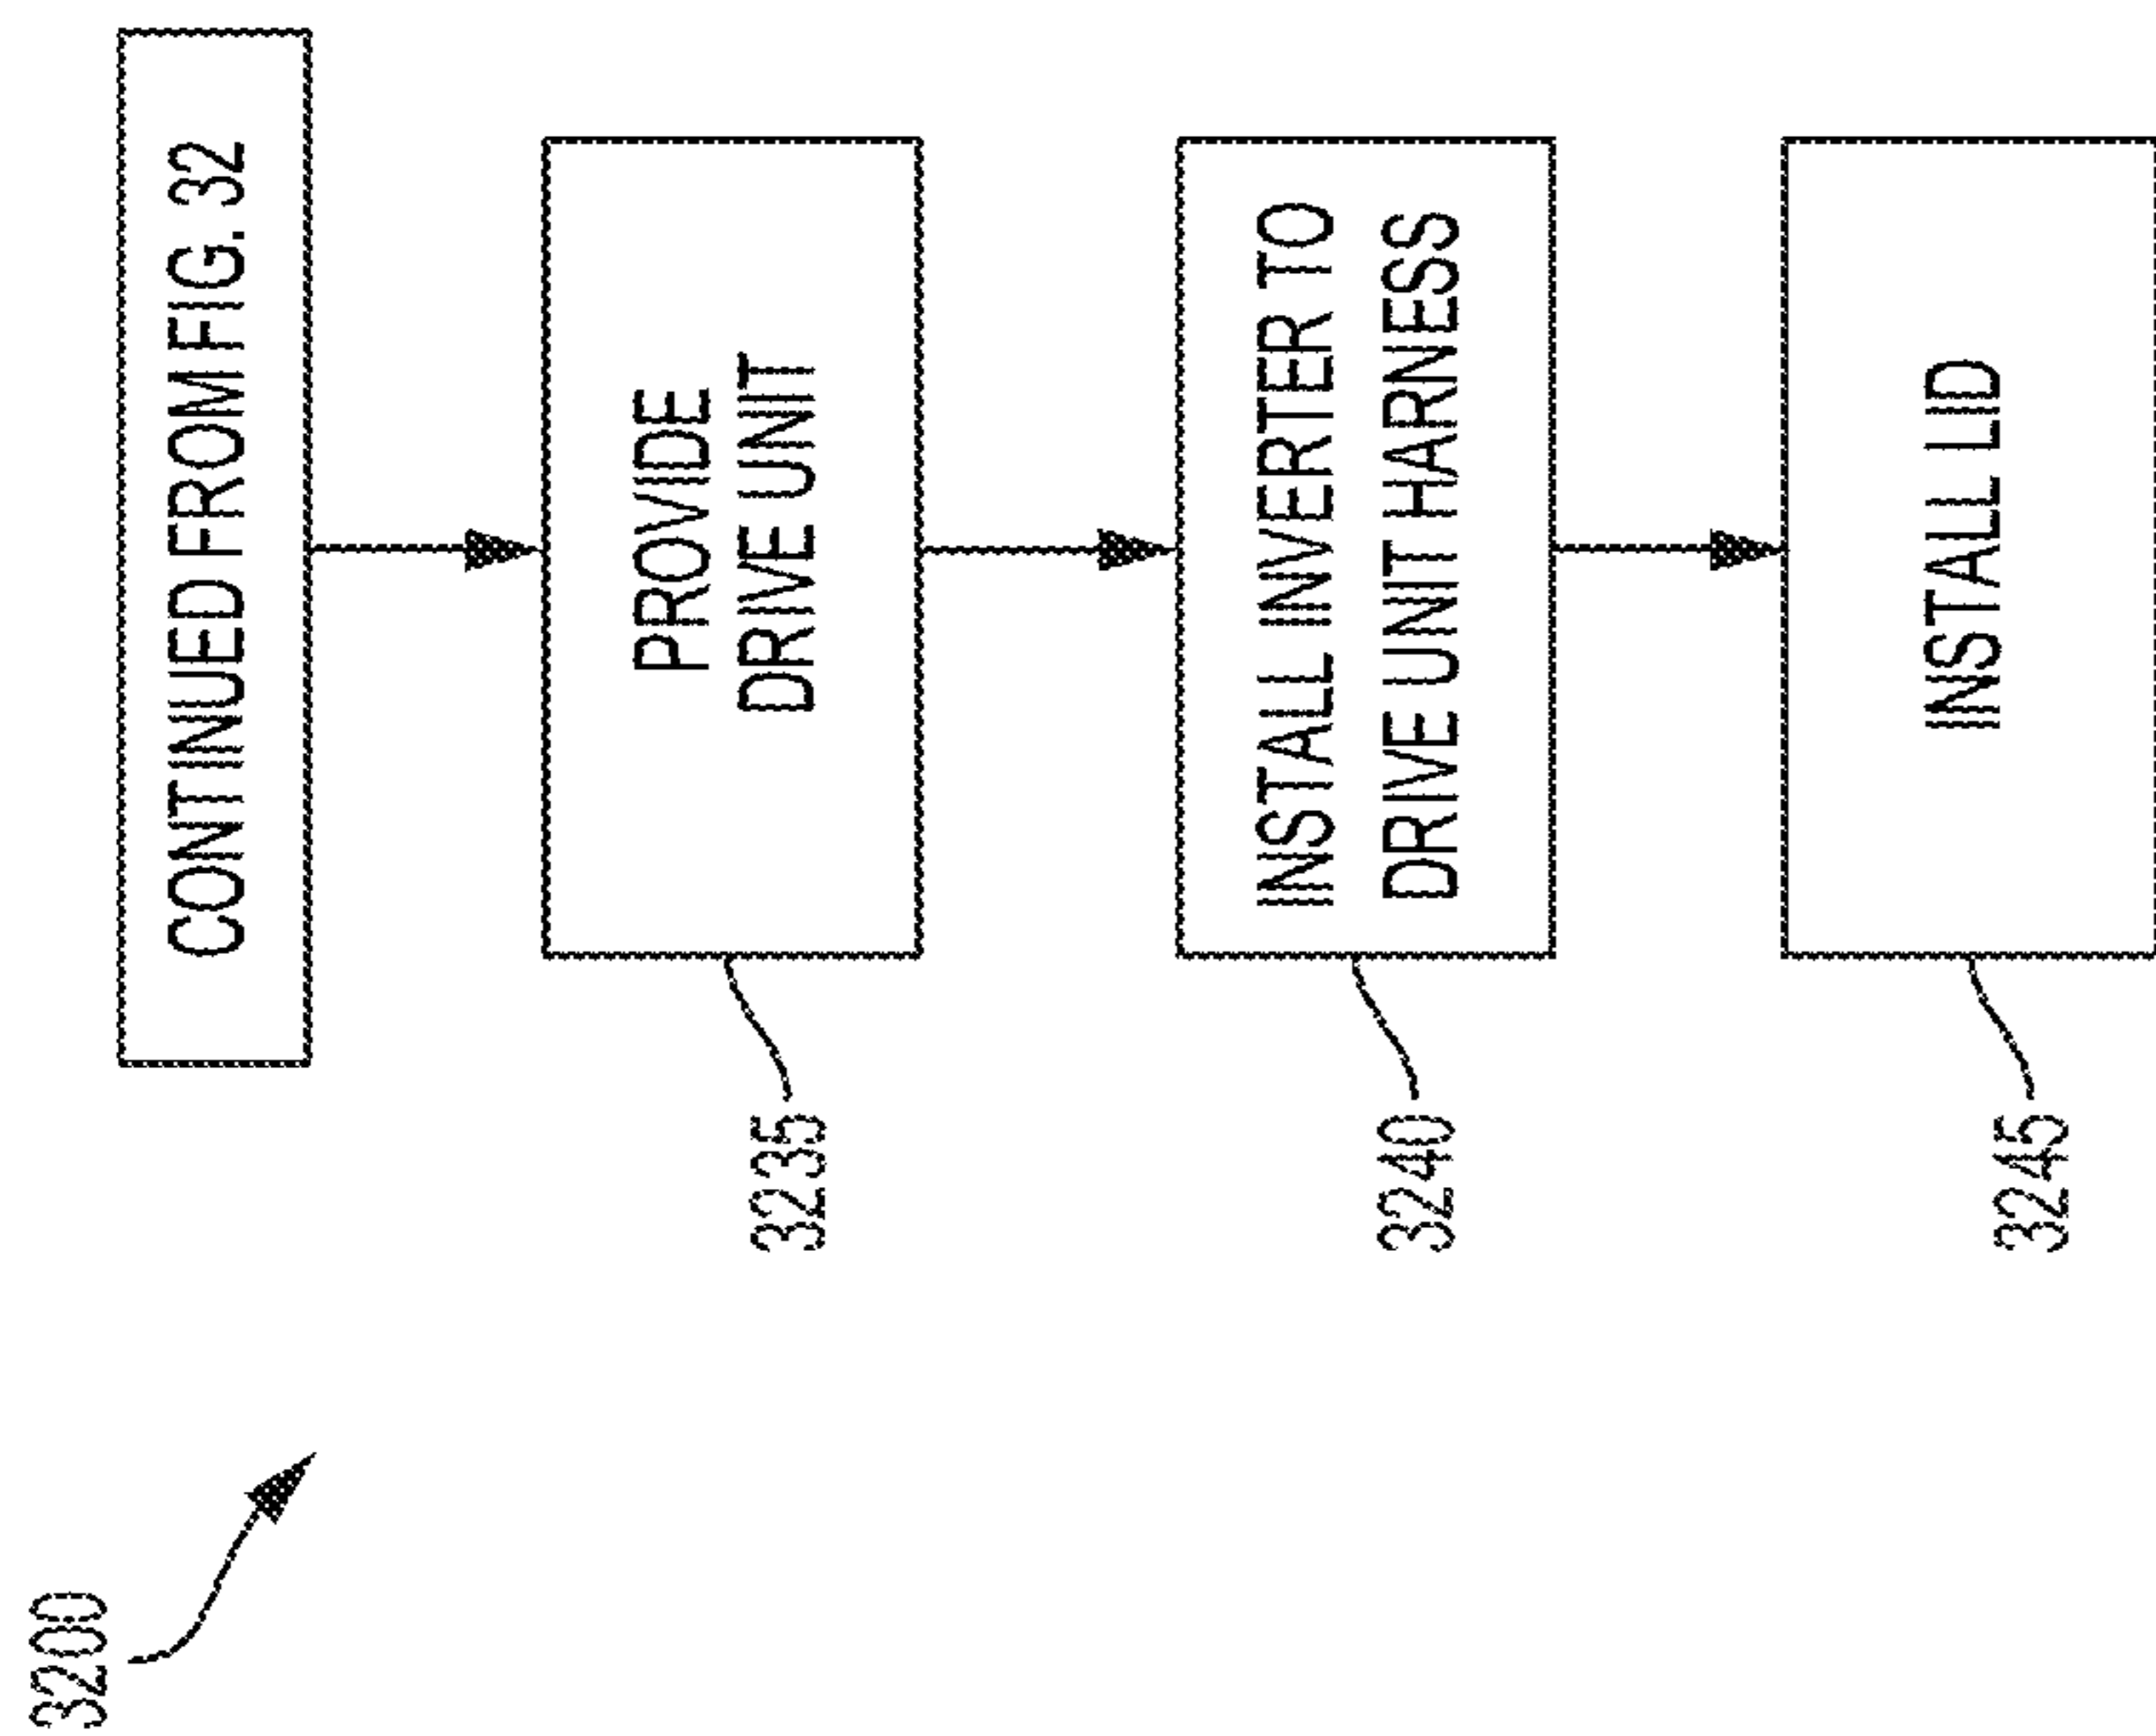 3200
CONTINUED FROM FIG. 32
3235
PROVIDE
DRIVE UNIT
3240
INSTALL INVERTER TO
DRIVE UNIT HARNESS
3245
INSTALL LID